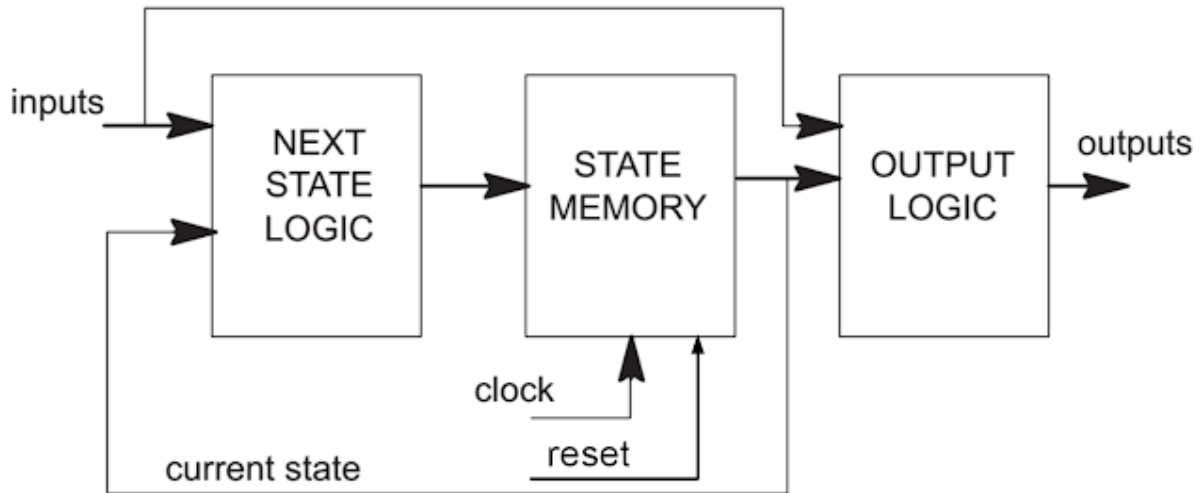 inputs
NEXT
STATE
LOGIC
STATE
MEMORY
OUTPUT
LOGIC
outputs
clock
reset
current state